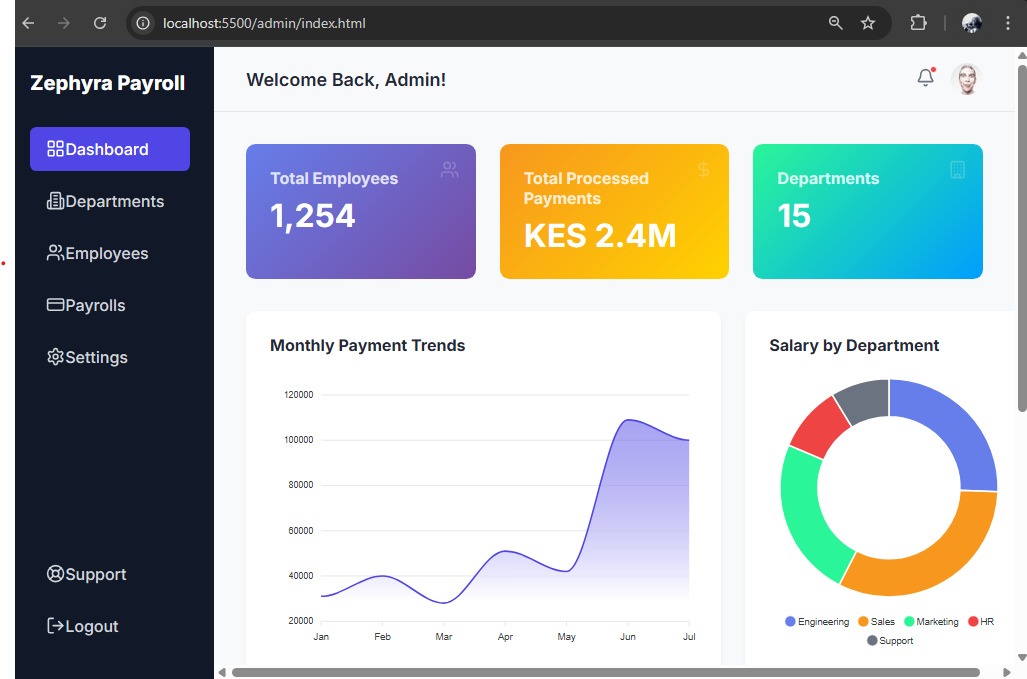 localhost:5500/admin/index.html
Zephyra Payroll
Welcome Back, Admin!
Dashboard
Departments
Employees
Payrolls
Settings
Support
Logout
Total Employees
1,254
$
Total Processed
Payments
KES 2.4M
Departments
15
Monthly Payment Trends
120000
100000
80000
60000
40000
20000
Jan Feb Mar Apr May Jun Jul
Salary by Department
Engineering Sales Marketing HR
Support